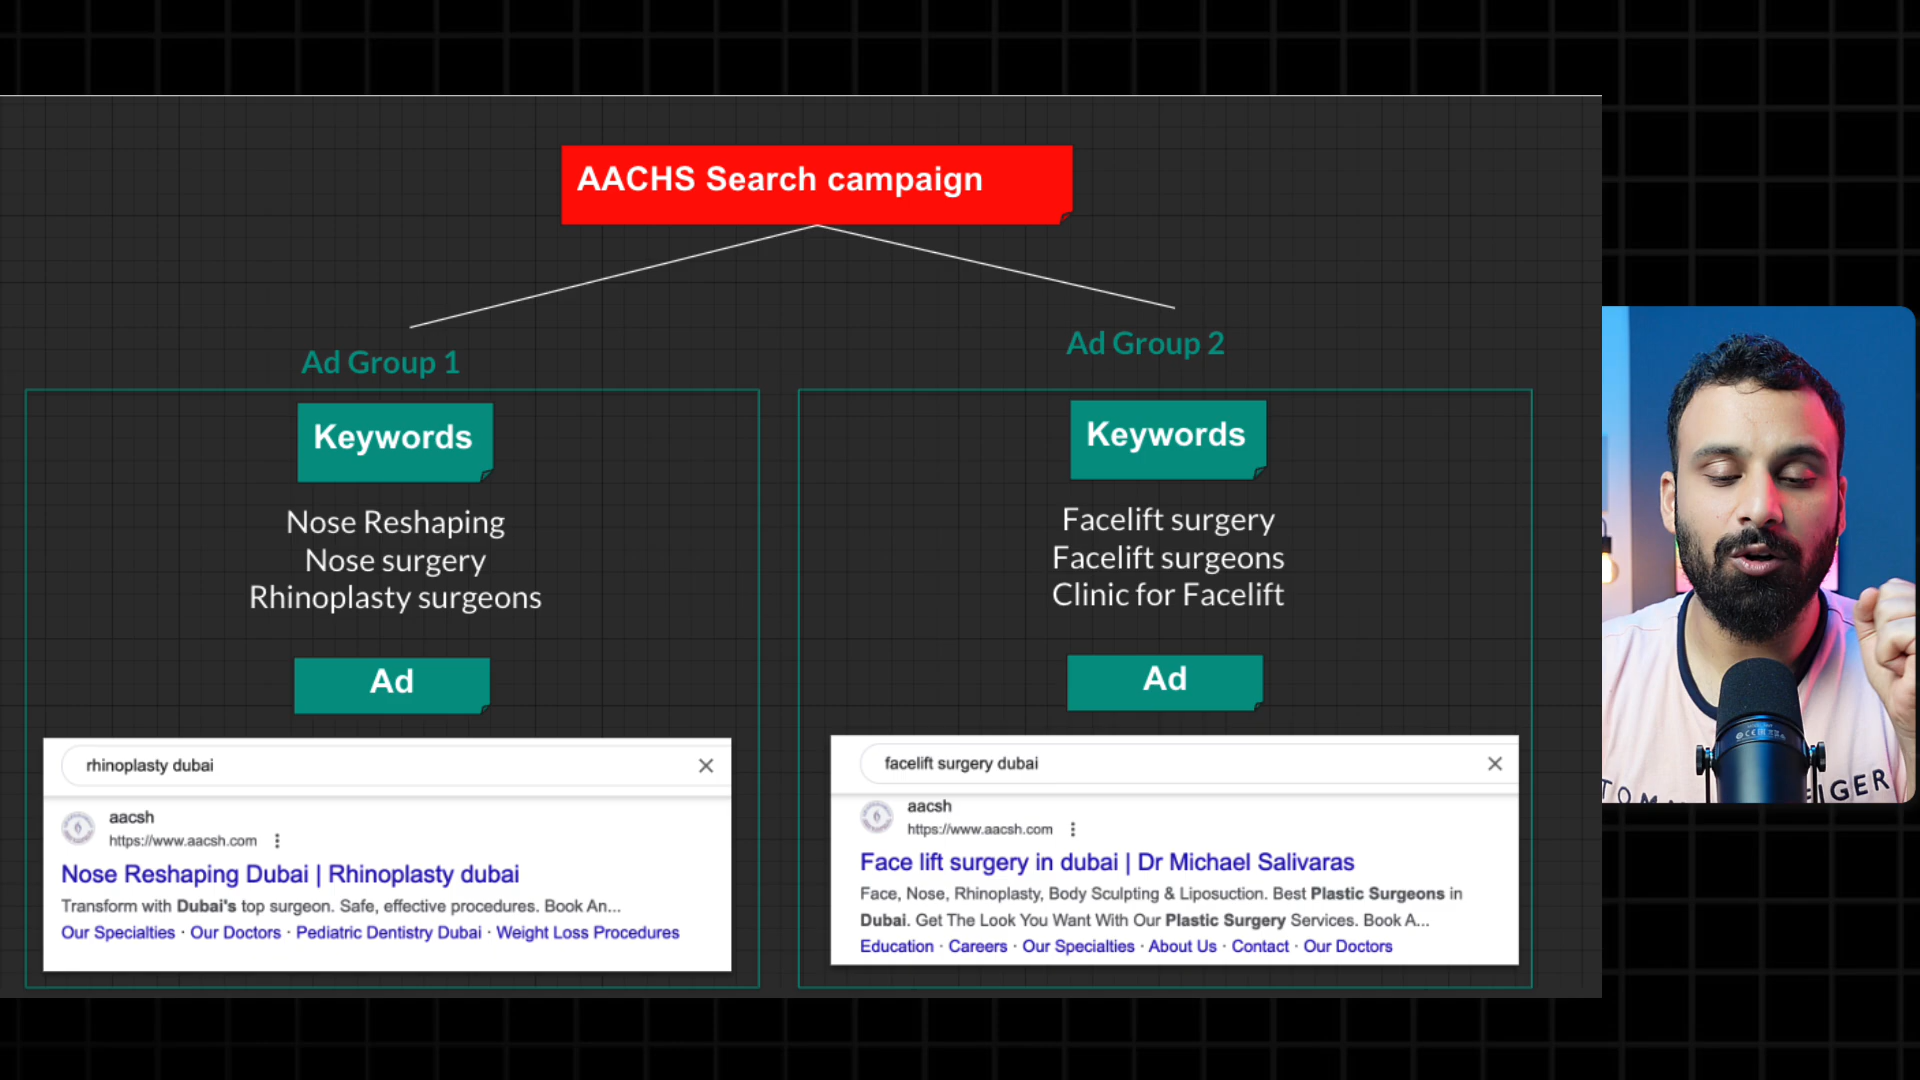 AACHS Search campaign
Ad Group 1
Keywords
Nose Reshaping
Nose surgery
Rhinoplasty surgeons
Ad
rhinoplasty dubai
aacsh
https://www.aacsh.com
Nose Reshaping Dubai | Rhinoplasty dubai
Transform with Dubai's top surgeon. Safe, effective procedures. Book An...
Our Specialties · Our Doctors · Pediatric Dentistry Dubai · Weight Loss Procedures
Ad Group 2
Keywords
Facelift surgery
Facelift surgeons
Clinic for Facelift
Ad
facelift surgery dubai
aacsh
https://www.aacsh.com
Face lift surgery in dubai | Dr Michael Salivaras
Face, Nose, Rhinoplasty, Body Sculpting & Liposuction. Best Plastic Surgeons in
Dubai. Get The Look You Want With Our Plastic Surgery Services. Book A...
Education · Careers · Our Specialties · About Us · Contact · Our Doctors